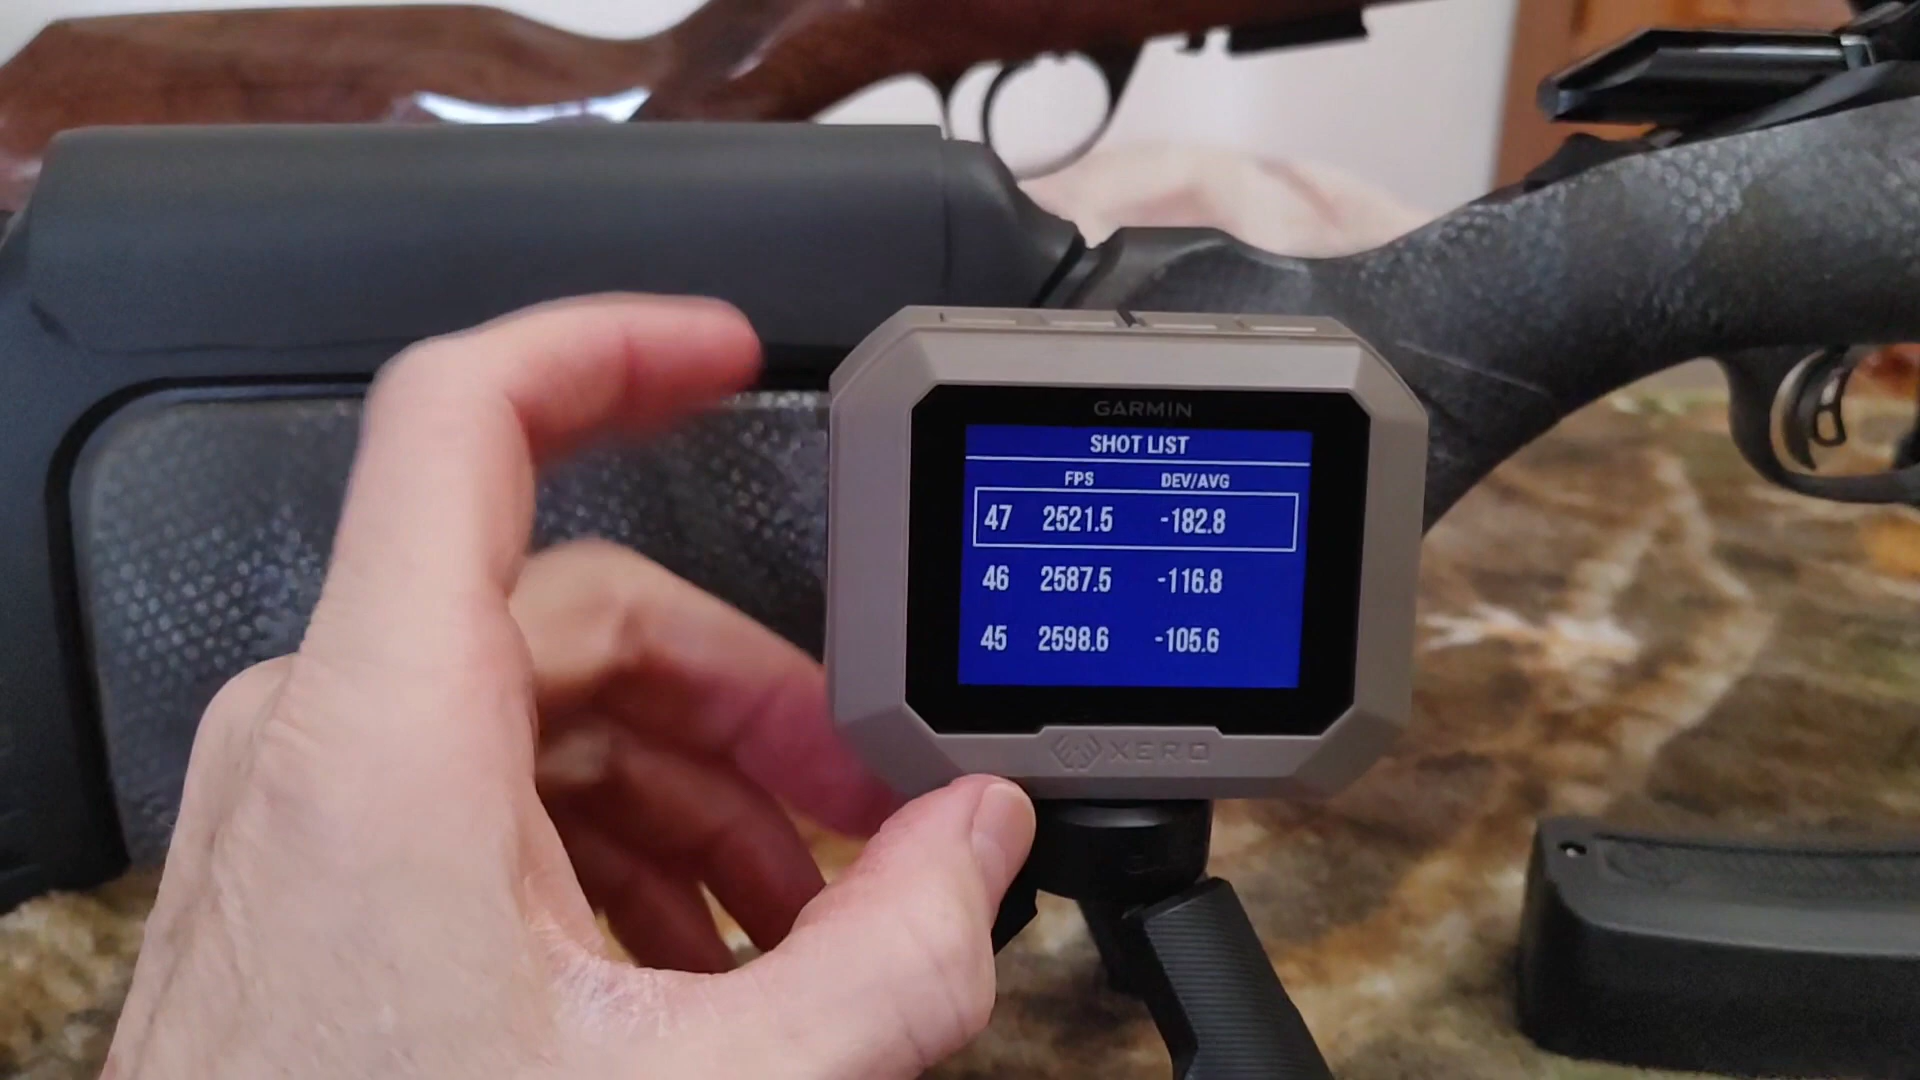 GARMIN
SHOT LIST
FPS DEV/AVG
47 2521.5 -182.8
46 2587.5 -116.8
45 2598.6 -105.6
XERO